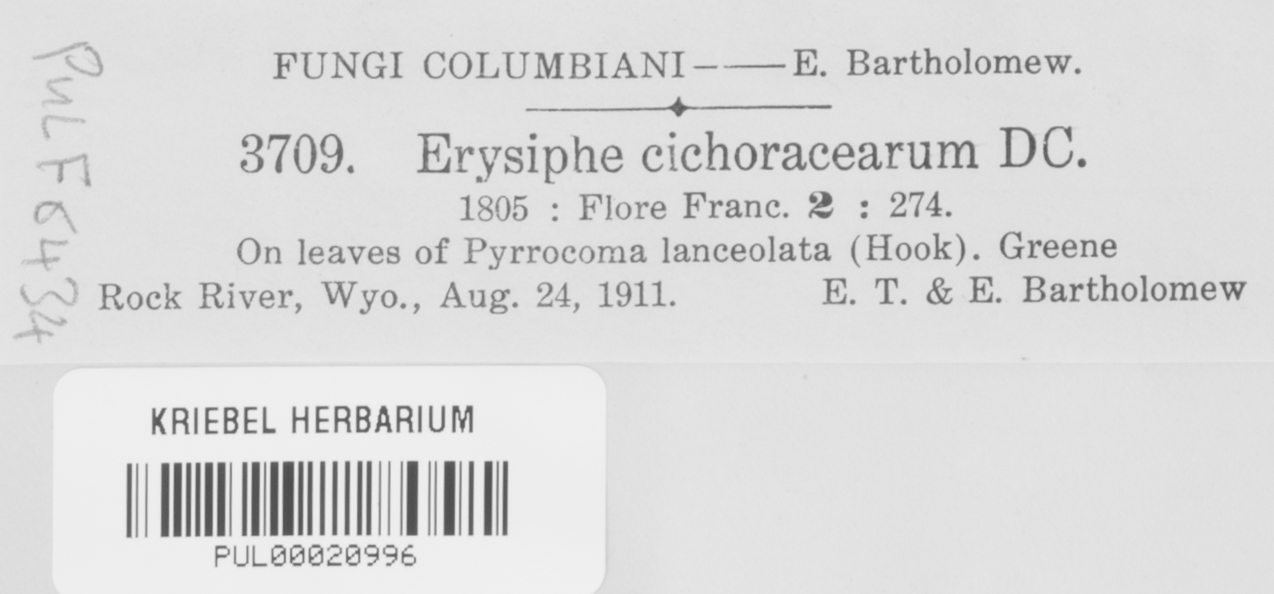 FUNGI COLUMBIANI — — E. Bartholomew.
3709. Erysiphe cichoracearum DC.
1805 : Flore Franc. 2 : 274.
On leaves of Pyrrocoma lanceolata (Hook). Greene
Rock River, Wyo., Aug. 24, 1911. E. T. & E. Bartholomew
PUL F 6434
KRIEBEL HERBARIUM
PUL00020996